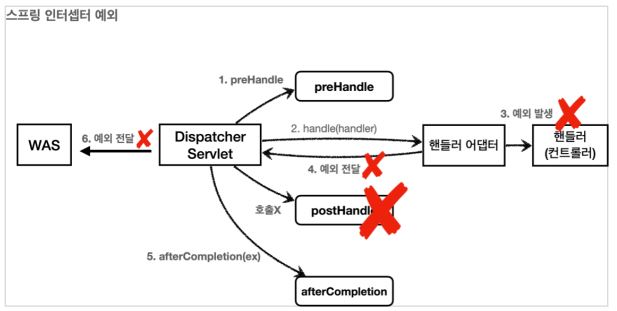 스프링 인터셉터 예외
1. preHandle
preHandle
3. 예외 발생
WAS
6. 예외 전달
Dispatcher
Servlet
2. handle(handler)
4. 예외 전달
핸들러 어댑터
핸들러
(컨트롤러)
호출X
postHandle
5. afterCompletion(ex)
afterCompletion